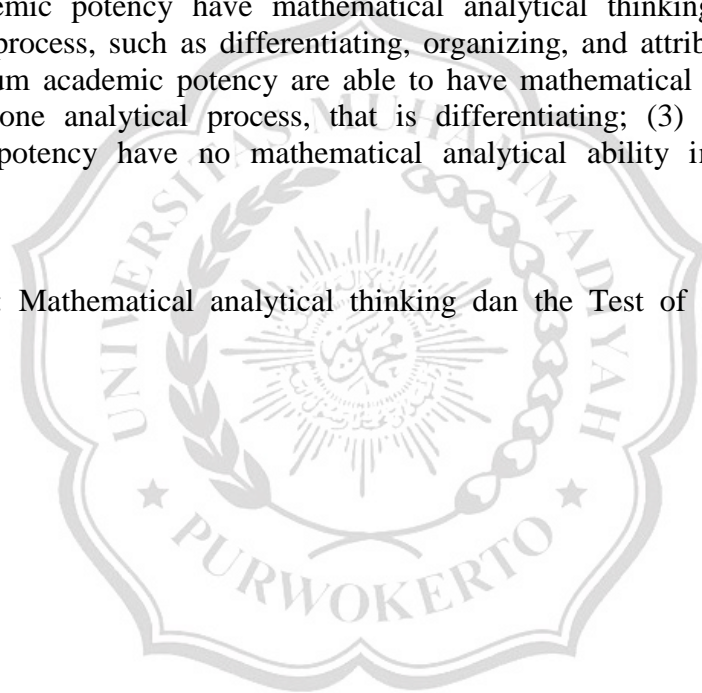 emic potency have mathematical analytical thinking
process, such as differentiating, organizing, and attrib
um academic potency are able to have mathematical
one analytical process, that is differentiating; (3)
potency have no mathematical analytical ability in
: Mathematical analytical thinking dan the Test of
UNIVERSITAS MUHAMMADIYAH
PURWOKERTO